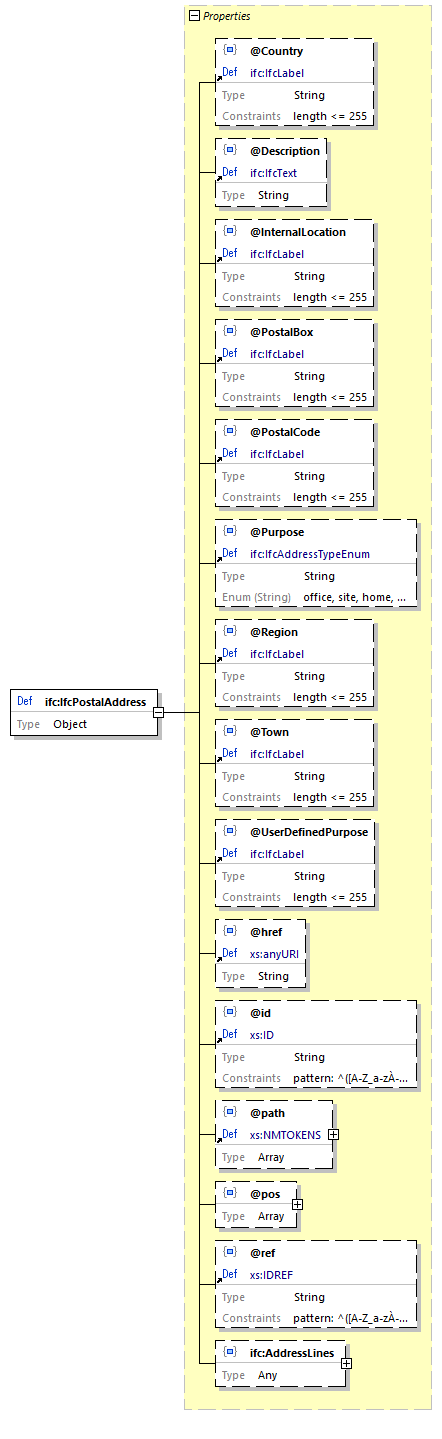 Properties
@Country
Def ifc:IfcLabel
Type String
Constraints length <= 255
@Description
Def ifc:IfcText
Type String
@InternalLocation
Def ifc:IfcLabel
Type String
Constraints length <= 255
@PostalBox
Def ifc:IfcLabel
Type String
Constraints length <= 255
@PostalCode
Def ifc:IfcLabel
Type String
Constraints length <= 255
@Purpose
Def ifc:IfcAddressTypeEnum
Type String
Enum (String) office, site, home, ...
@Region
Def ifc:IfcLabel
Type String
Constraints length <= 255
Def ifc:IfcPostalAddress
Type Object
@Town
Def ifc:IfcLabel
Type String
Constraints length <= 255
@UserDefinedPurpose
Def ifc:IfcLabel
Type String
Constraints length <= 255
@href
Def xs:anyURI
Type String
@id
Def xs:ID
Type String
Constraints pattern: ^([A-Z_a-zÀ-...
@path
Def xs:NMTOKENS
Type Array
@pos
Type Array
@ref
Def xs:IDREF
Type String
Constraints pattern: ^([A-Z_a-zÀ-...
ifc:AddressLines
Type Any